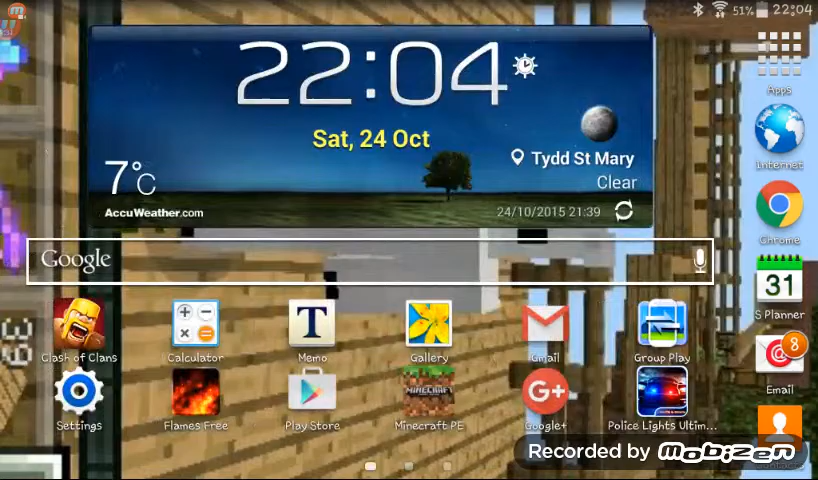 51% 22:04
22:04
Sat, 24 Oct
7°C
Tydd St Mary
Clear
AccuWeather.com
24/10/2015 21:39
Google
Apps
Internet
Chrome
31
S Planner
8
Email
Clash of Clans
Calculator
T
Memo
Gallery
Gmail
Group Play
Settings
Flames Free
Play Store
MINECRAFT
Minecraft PE
G+
Google+
Police Lights Ultim...
Recorded by Mobizen